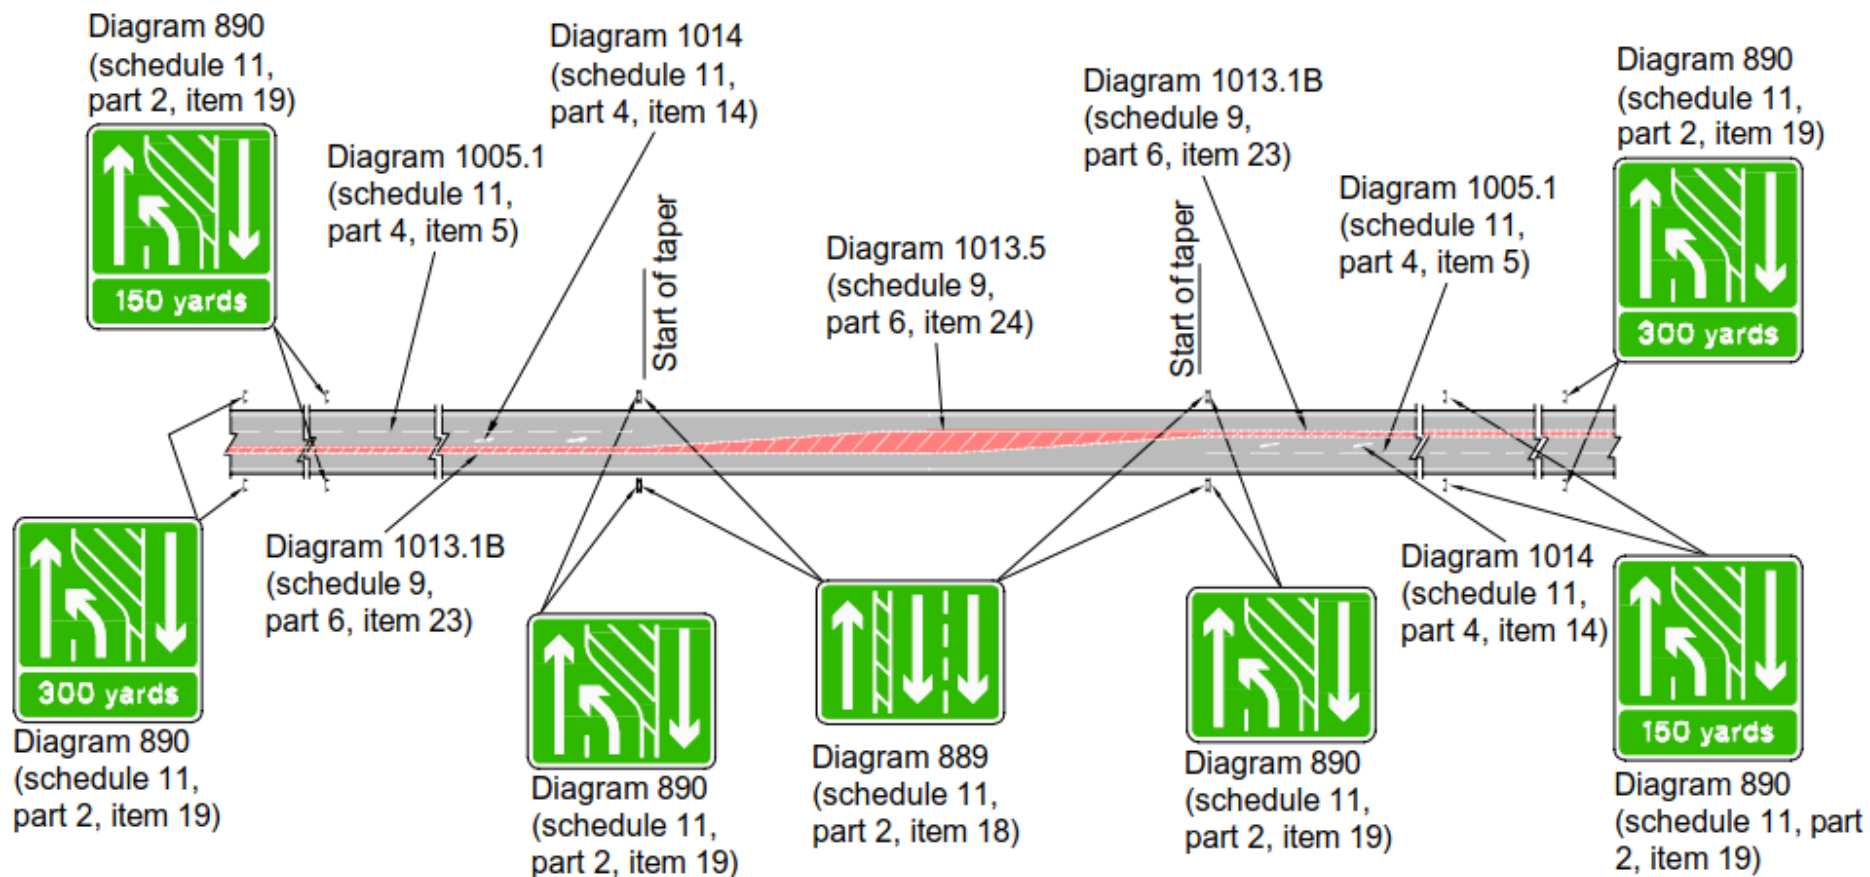 Diagram 890
(schedule 11,
part 2, item 19)
150 yards
Diagram 1005.1
(schedule 11,
part 4, item 5)
Diagram 1014
(schedule 11,
part 4, item 14)
Start of taper
Diagram 1013.5
(schedule 9,
part 6, item 24)
Diagram 1013.1B
(schedule 9,
part 6, item 23)
Start of taper
Diagram 1005.1
(schedule 11,
part 4, item 5)
Diagram 890
(schedule 11,
part 2, item 19)
300 yards
300 yards
Diagram 890
(schedule 11,
part 2, item 19)
Diagram 1013.1B
(schedule 9,
part 6, item 23)
Diagram 890
(schedule 11,
part 2, item 19)
Diagram 889
(schedule 11,
part 2, item 18)
Diagram 890
(schedule 11,
part 2, item 19)
Diagram 1014
(schedule 11,
part 4, item 14)
150 yards
Diagram 890
(schedule 11, part
2, item 19)